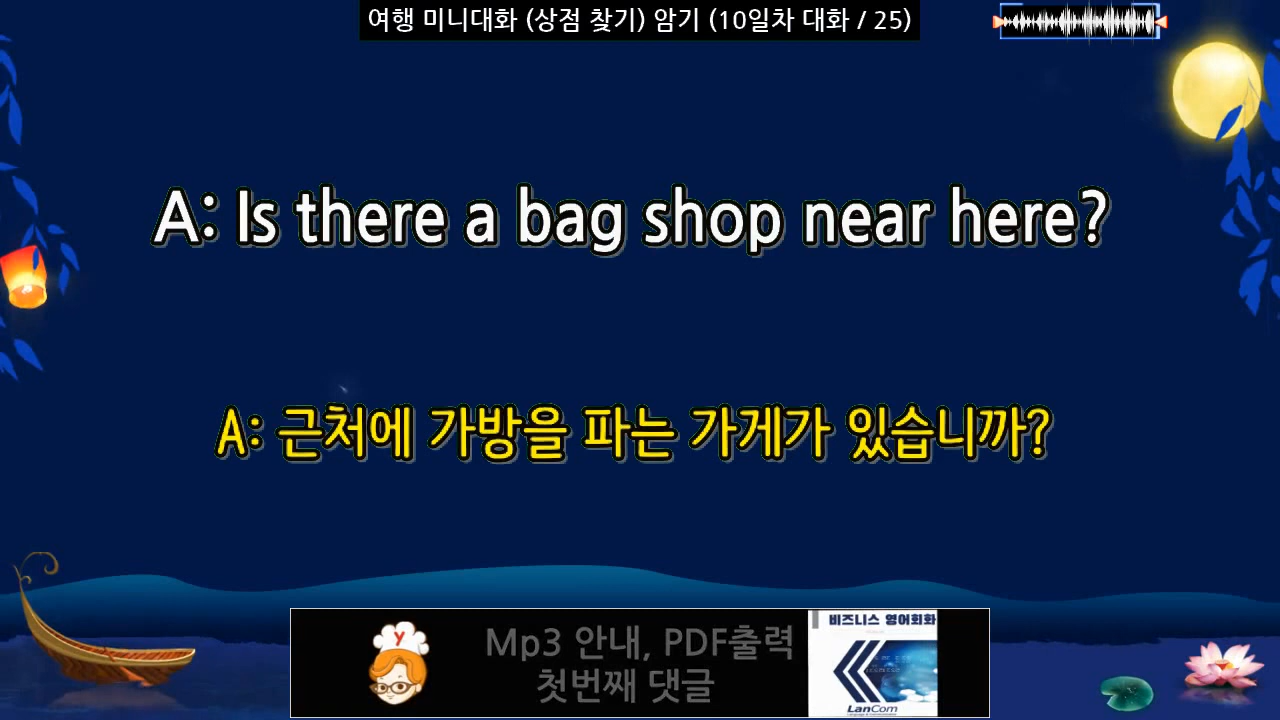 여행 미니대화 (상점 찾기) 암기 (10일차 대화 / 25)
A: Is there a bag shop near here?
A: 근처에 가방을 파는 가게가 있습니까?
Y
Mp3 안내, PDF출력
첫번째 댓글
비즈니스 영어회화
LanCom